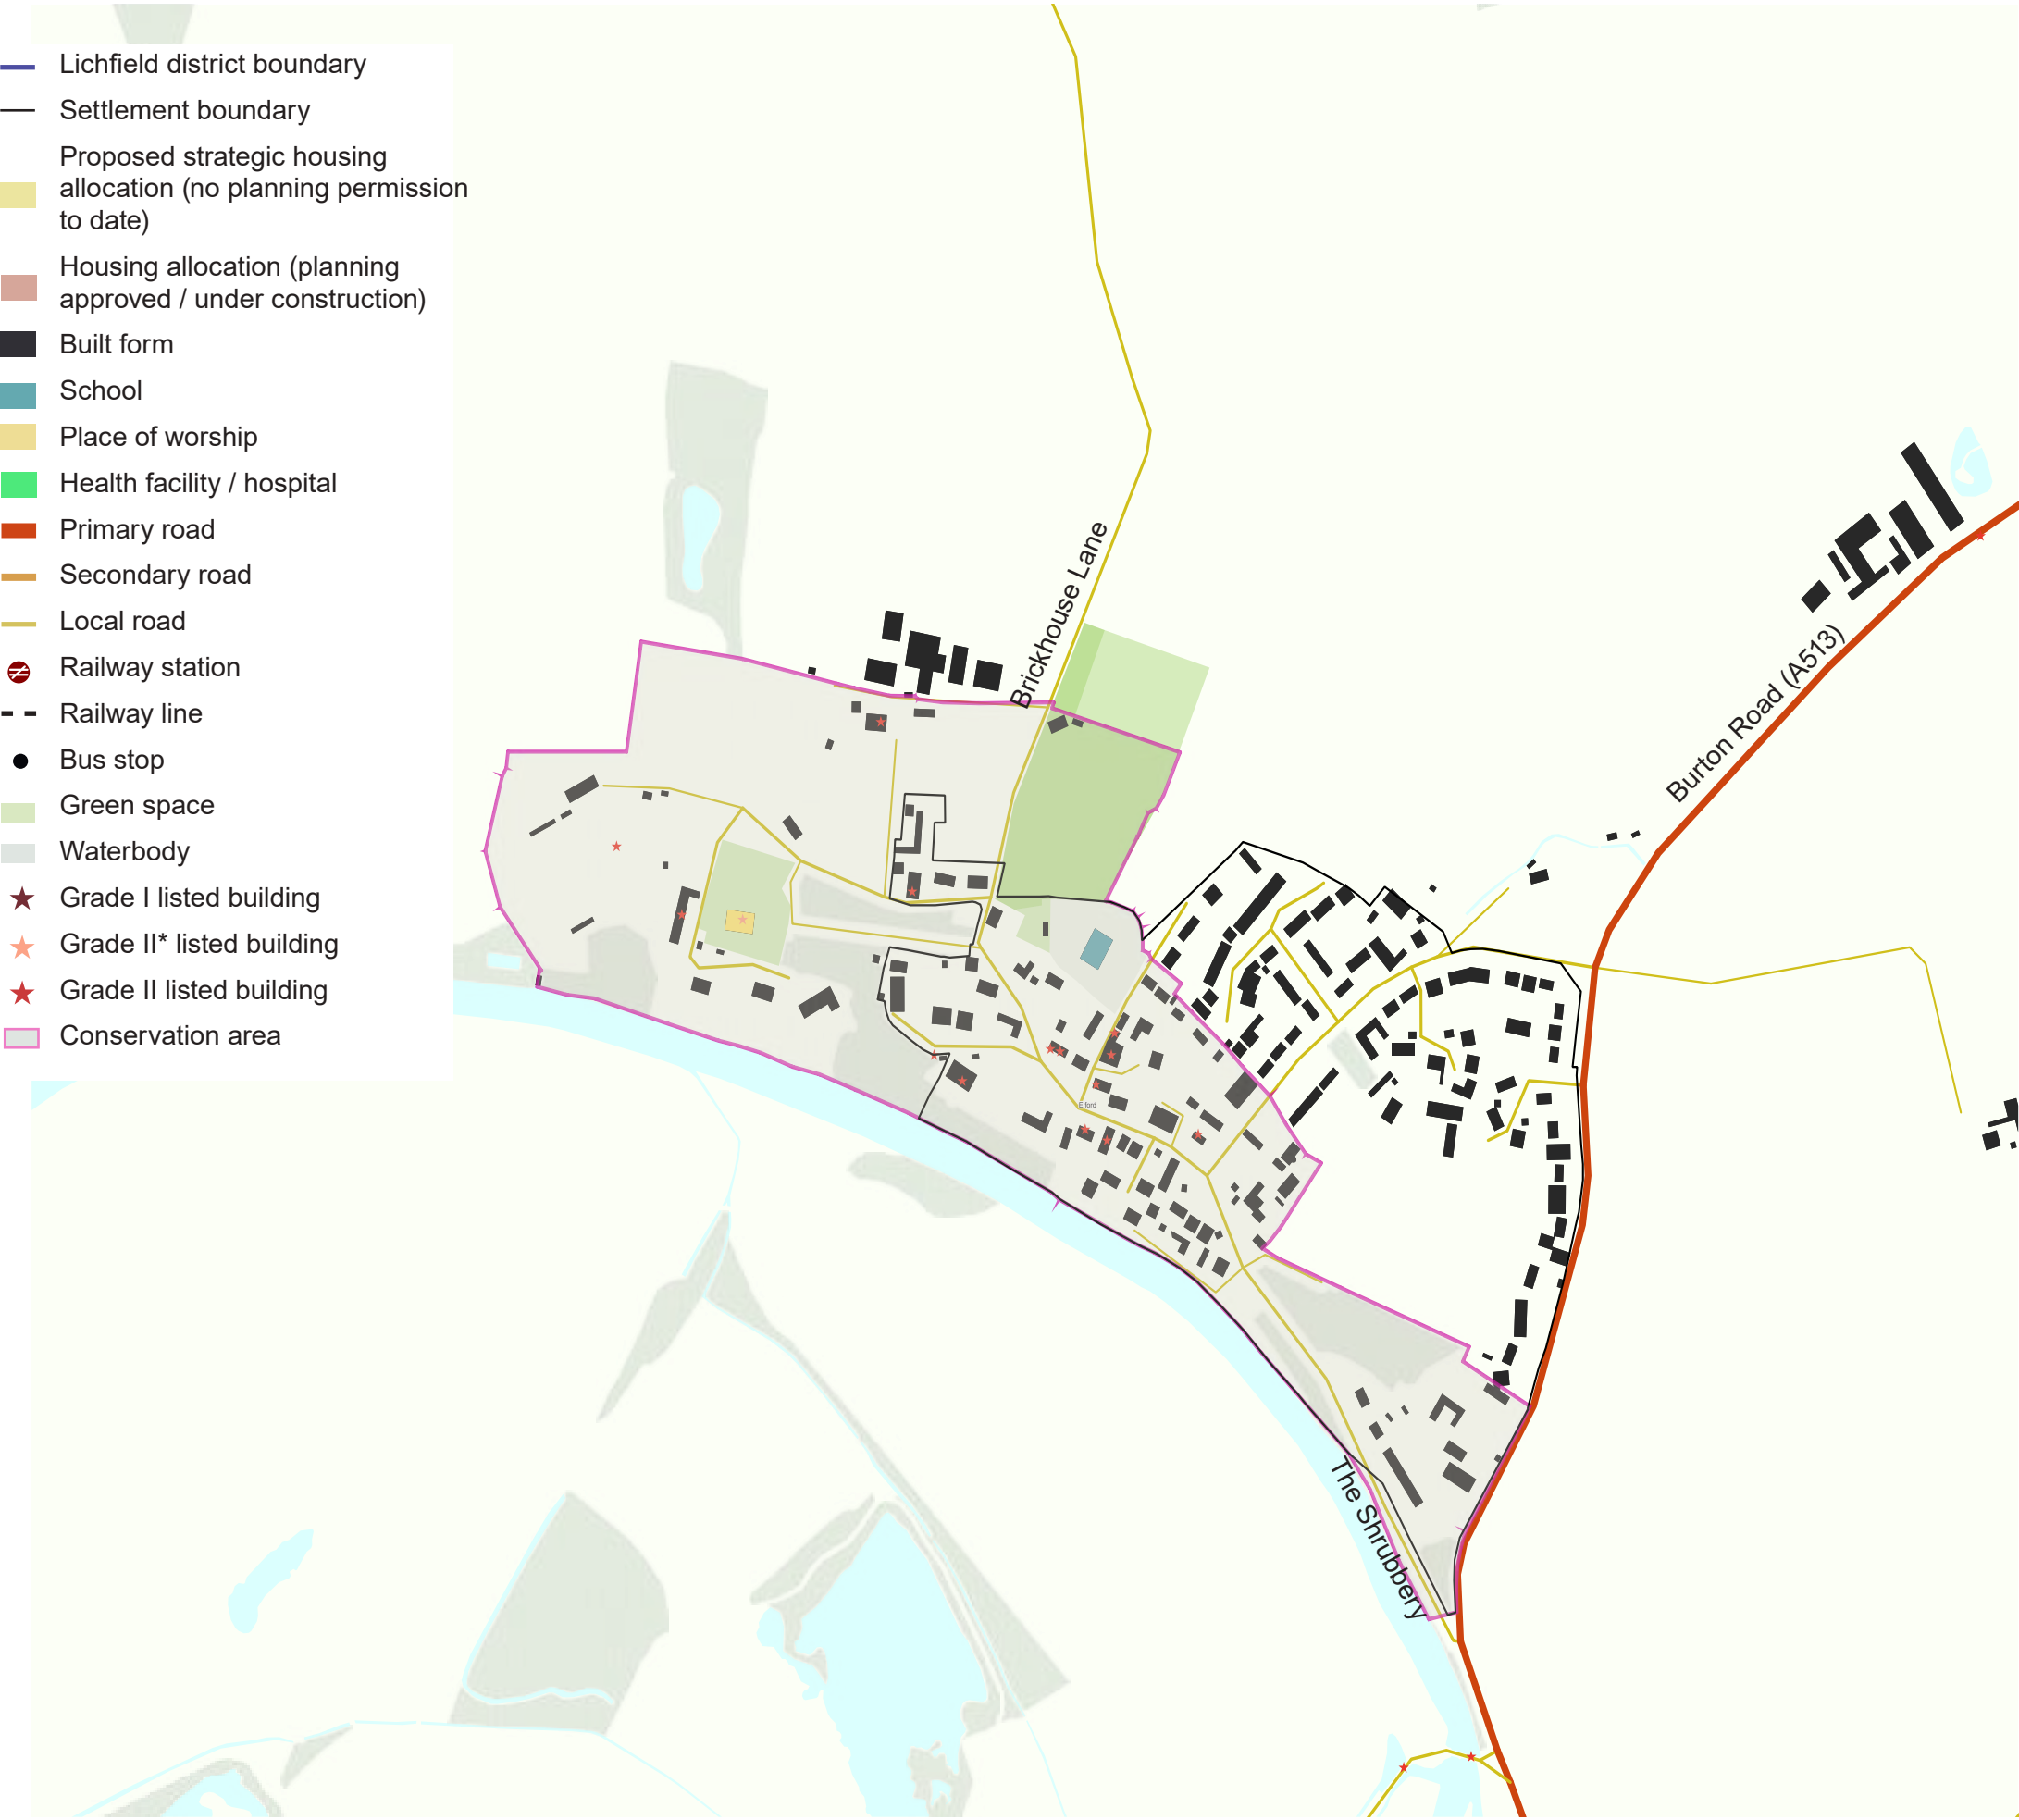 Lichfield district boundary
Settlement boundary
Proposed strategic housing
allocation (no planning permission
to date)
Housing allocation (planning
approved / under construction)
Built form
School
Place of worship
Health facility / hospital
Primary road
Secondary road
Local road
Railway station
Railway line
Bus stop
Green space
Waterbody
Grade I listed building
Grade II* listed building
Grade II listed building
Conservation area
Brickhouse Lane
Burton Road (A513)
Elford
The Shrubbery